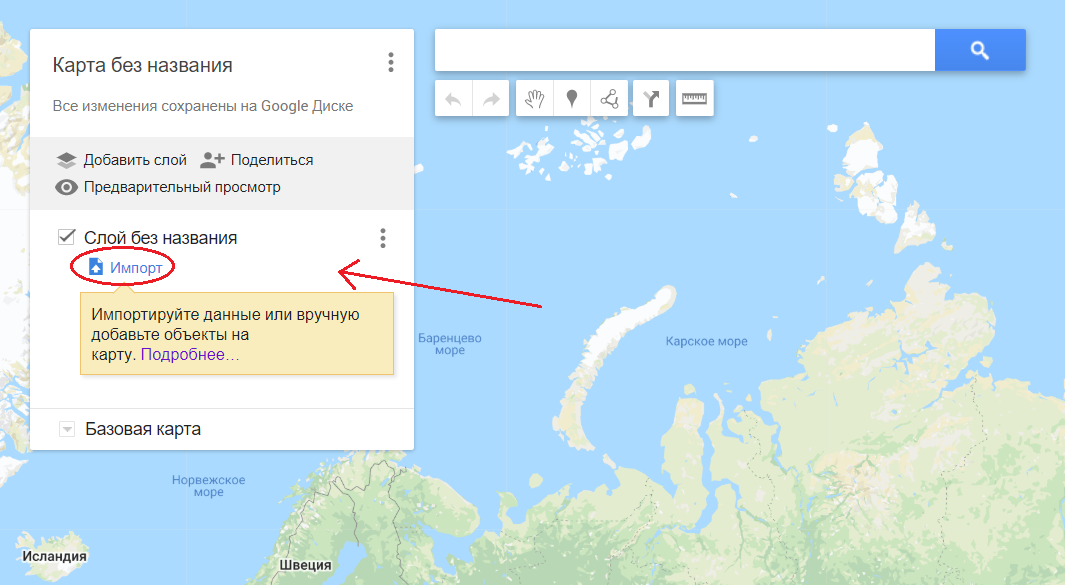 Карта без названия
Все изменения сохранены на Google Диске
Добавить слой Поделиться
Предварительный просмотр
Слой без названия
Импорт
Импортируйте данные или вручную
добавьте объекты на
карту. Подробнее…
Базовая карта
Баренцево
море
Карское море
Норвежское
море
Исландия
Швеция